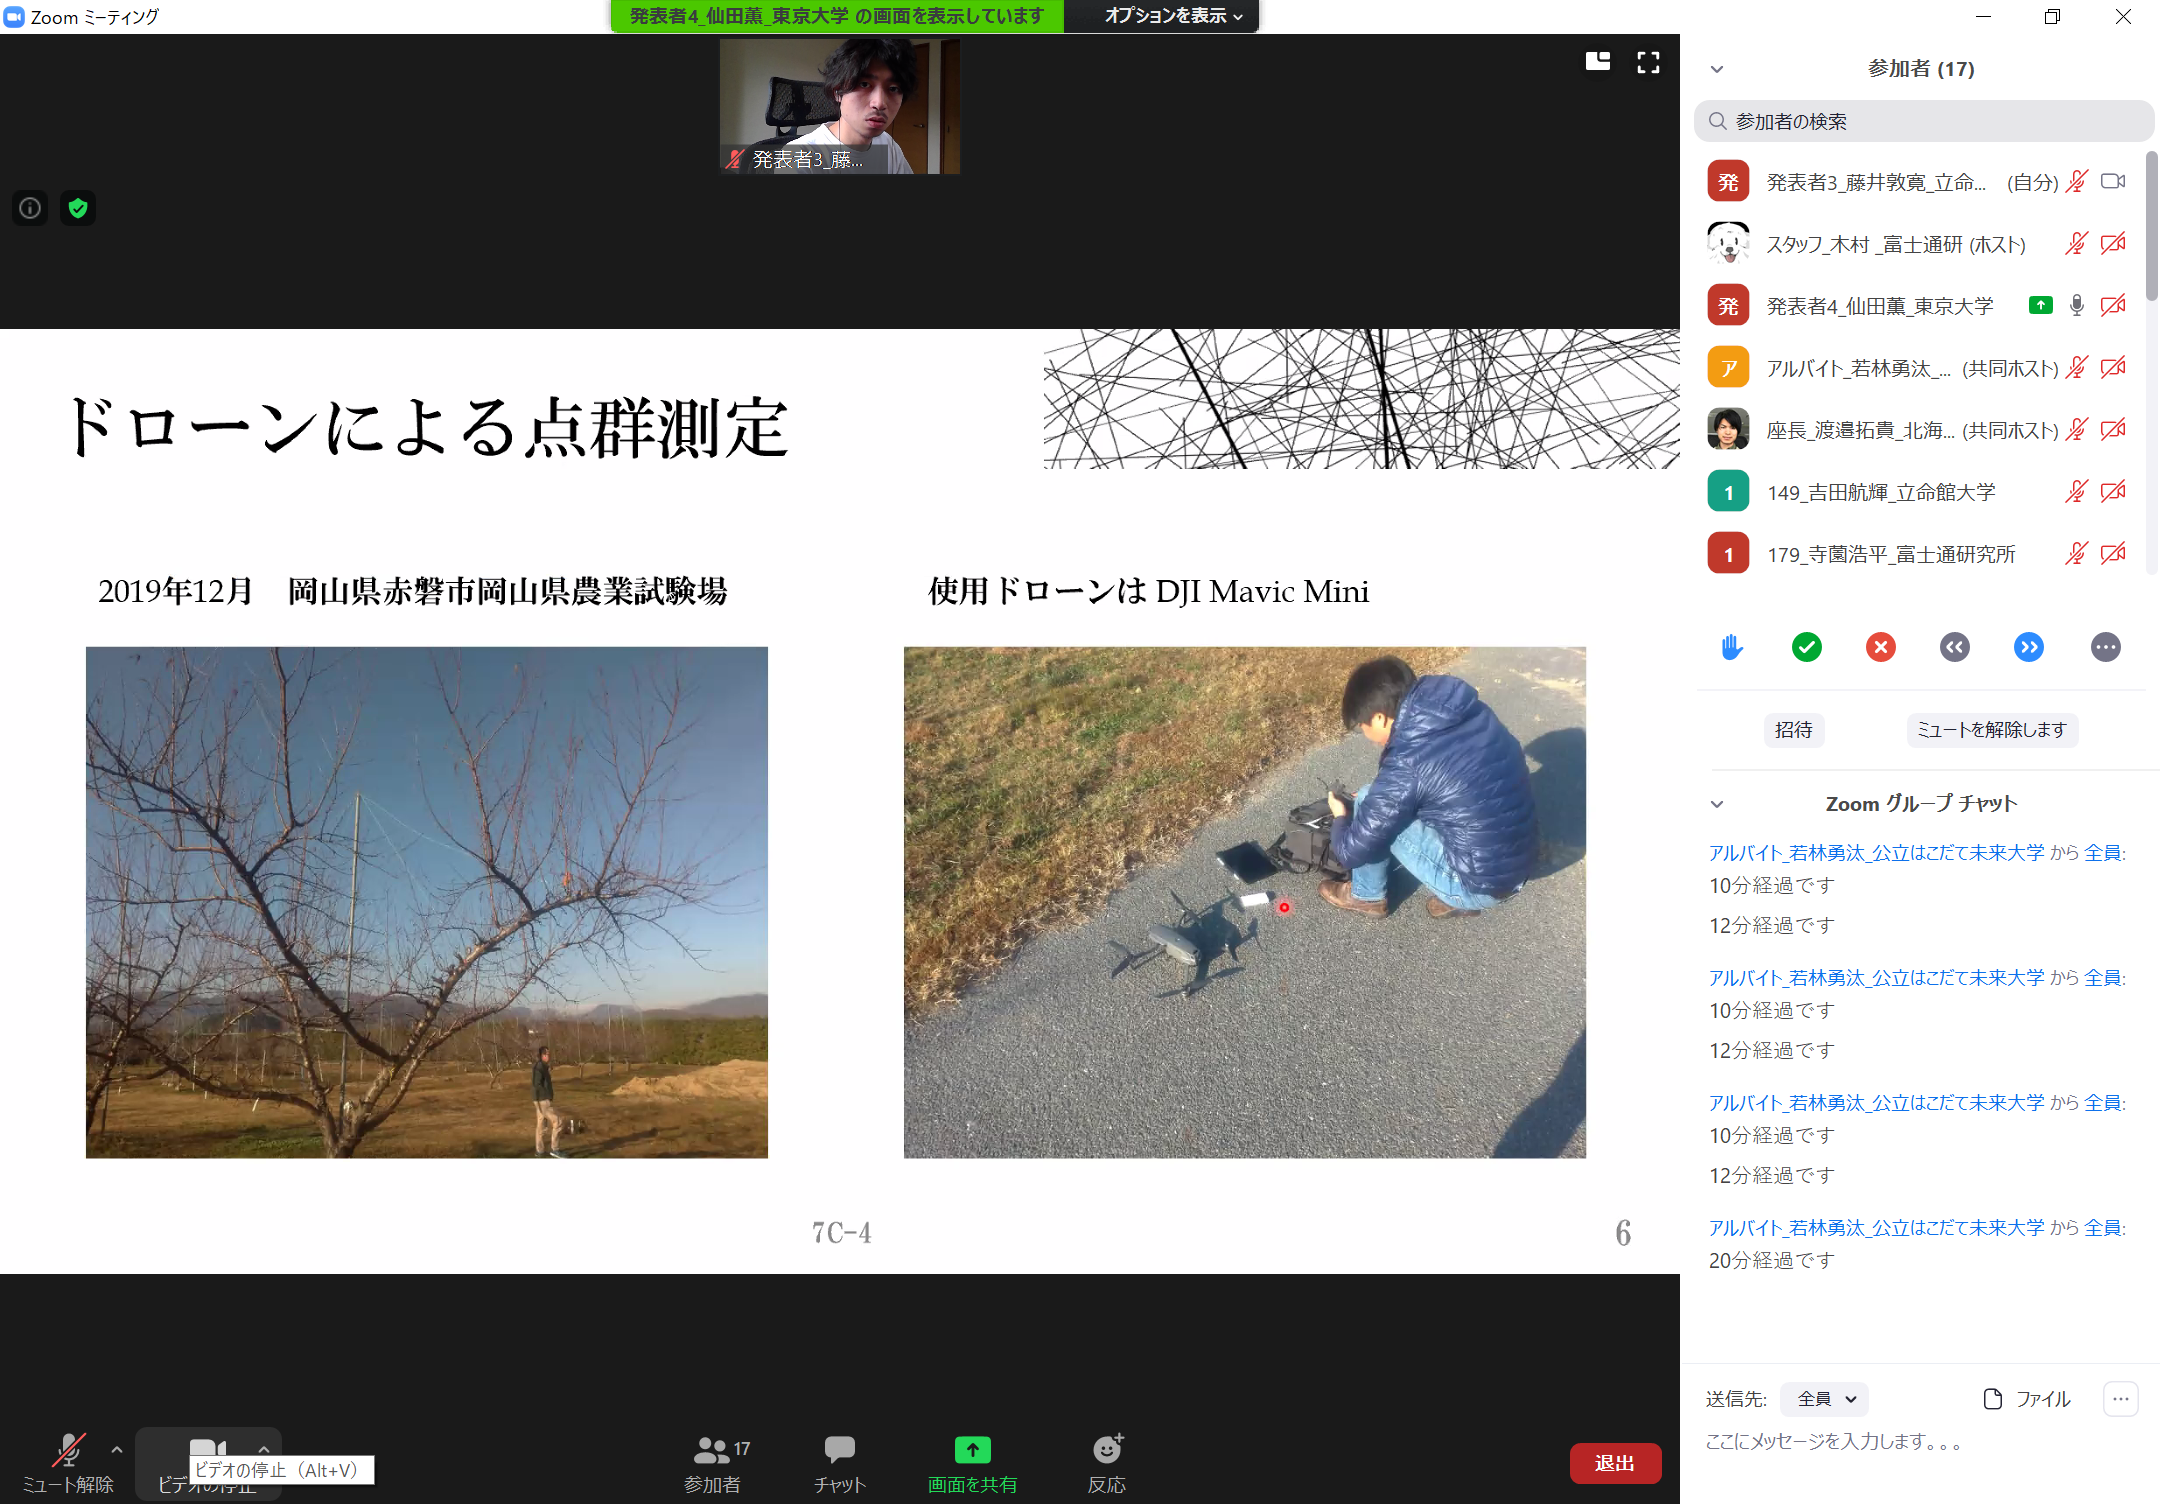 Zoom ミーティング
発表者4_仙田薫_東京大学 の画面を表示しています
オプションを表示
発表者3_藤...
ドローンによる点群測定
2019年12月 岡山県赤磐市岡山県農業試験場
使用ドローンは DJI Mavic Mini
7C-4
6
ミュート解除
ビデオの停止
ビデオの停止（Alt+V）
17
参加者
チャット
画面を共有
反応
退出
参加者 (17)
参加者の検索
発 発表者3_藤井敦寛_立命... (自分)
スタッフ_木村 _富士通研 (ホスト)
発 発表者4_仙田薫_東京大学
ア アルバイト_若林勇汰_... (共同ホスト)
座長_渡邉拓貴_北海... (共同ホスト)
1 149_吉田航輝_立命館大学
1 179_寺薗浩平_富士通研究所
招待
ミュートを解除します
Zoom グループ チャット
アルバイト_若林勇汰_公立はこだて未来大学 から 全員:
10分経過です
12分経過です
アルバイト_若林勇汰_公立はこだて未来大学 から 全員:
10分経過です
12分経過です
アルバイト_若林勇汰_公立はこだて未来大学 から 全員:
10分経過です
12分経過です
アルバイト_若林勇汰_公立はこだて未来大学 から 全員:
20分経過です
送信先: 全員
ファイル
ここにメッセージを入力します。。。